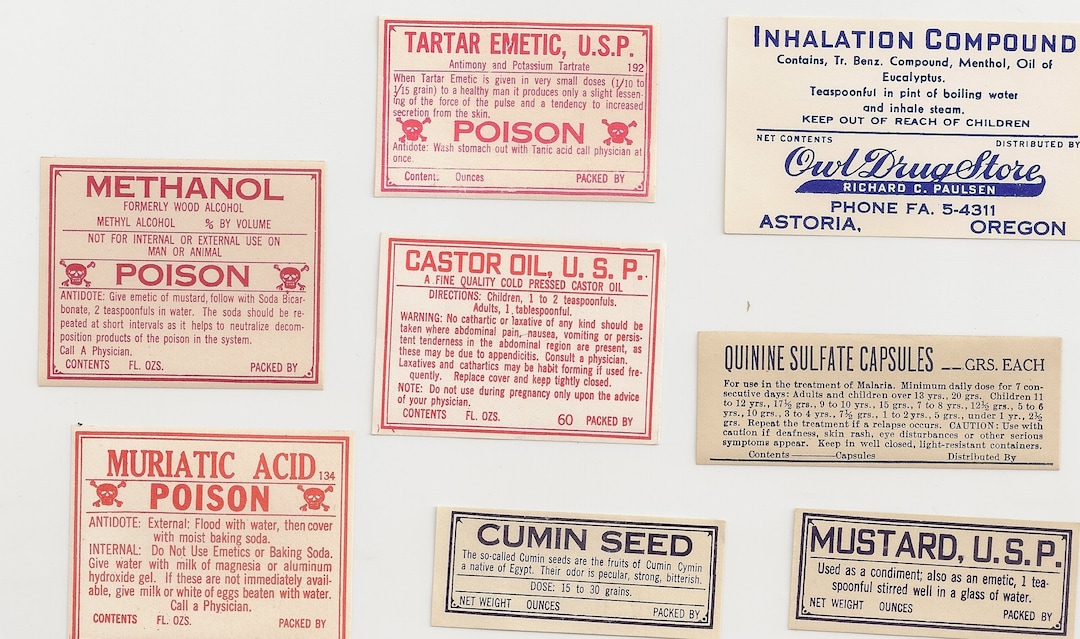 TARTAR EMETIC, U.S.P.
Antimony and Potassium Tartrate 192
When Tartar Emetic is given in very small doses (1/10 to
1/15 grain) to a healthy man it produces only a slight lessen-
ing of the force of the pulse and a tendency to increased
secretion from the skin.
POISON
Antidote: Wash stomach out with Tanic acid call physician at
once.
Content: Ounces PACKED BY
INHALATION COMPOUND
Contains, Tr. Benz. Compound, Menthol, Oil of
Eucalyptus.
Teaspoonful in pint of boiling water
and inhale steam.
KEEP OUT OF REACH OF CHILDREN
NET CONTENTS DISTRIBUTED BY
Owl Drug Store
RICHARD C. PAULSEN
PHONE FA. 5-4311
ASTORIA, OREGON
METHANOL
FORMERLY WOOD ALCOHOL
METHYL ALCOHOL % BY VOLUME
NOT FOR INTERNAL OR EXTERNAL USE ON
MAN OR ANIMAL
POISON
ANTIDOTE: Give emetic of mustard, follow with Soda Bicar-
bonate, 2 teaspoonfuls in water. The soda should be re-
peated at short intervals as it helps to neutralize decom-
position products of the poison in the system.
Call A Physician.
CONTENTS FL. OZS. PACKED BY
CASTOR OIL, U. S. P.
A FINE QUALITY COLD PRESSED CASTOR OIL
DIRECTIONS: Children, 1 to 2 teaspoonfuls.
Adults, 1 tablespoonful.
WARNING: No cathartic or laxative of any kind should be
taken where abdominal pain, nausea, vomiting or persis-
tent tenderness in the abdominal region are present, as
these may be due to appendicitis. Consult a physician.
Laxatives and cathartics may be habit forming if used fre-
quently. Replace cover and keep tightly closed.
NOTE: Do not use during pregnancy only upon the advice
of your physician.
CONTENTS FL. OZS. 60 PACKED BY
QUININE SULFATE CAPSULES __ GRS. EACH
For use in the treatment of Malaria. Minimum daily dose for 7 con-
secutive days: Adults and children over 13 yrs., 20 grs. Children 11
to 12 yrs., 17½ grs., 9 to 10 yrs., 15 grs., 7 to 8 yrs., 12½ grs., 5 to 6
yrs., 10 grs., 3 to 4 yrs., 7½ grs., 1 to 2 yrs., 5 grs., under 1 yr., 2½
grs. Repeat the treatment if a relapse occurs. CAUTION: Use with
caution if deafness, skin rash, eye disturbances or other serious
symptoms appear. Keep in well closed, light-resistant containers.
Contents Capsules Distributed By
MURIATIC ACID 134
POISON
ANTIDOTE: External: Flood with water, then cover
with moist baking soda.
INTERNAL: Do Not Use Emetics or Baking Soda.
Give water with milk of magnesia or aluminum
hydroxide gel. If these are not immediately avail-
able, give milk or white of eggs beaten with water.
Call a Physician.
CONTENTS FL. OZS. PACKED BY
CUMIN SEED
The so-called Cumin seeds are the fruits of Cumin Cymin
a native of Egypt. Their odor is pecular, strong, bitterish.
DOSE: 15 to 30 grains.
NET WEIGHT OUNCES PACKED BY
MUSTARD, U.S.P.
Used as a condiment; also as an emetic, 1 tea-
spoonful stirred well in a glass of water.
NET WEIGHT OUNCES PACKED BY